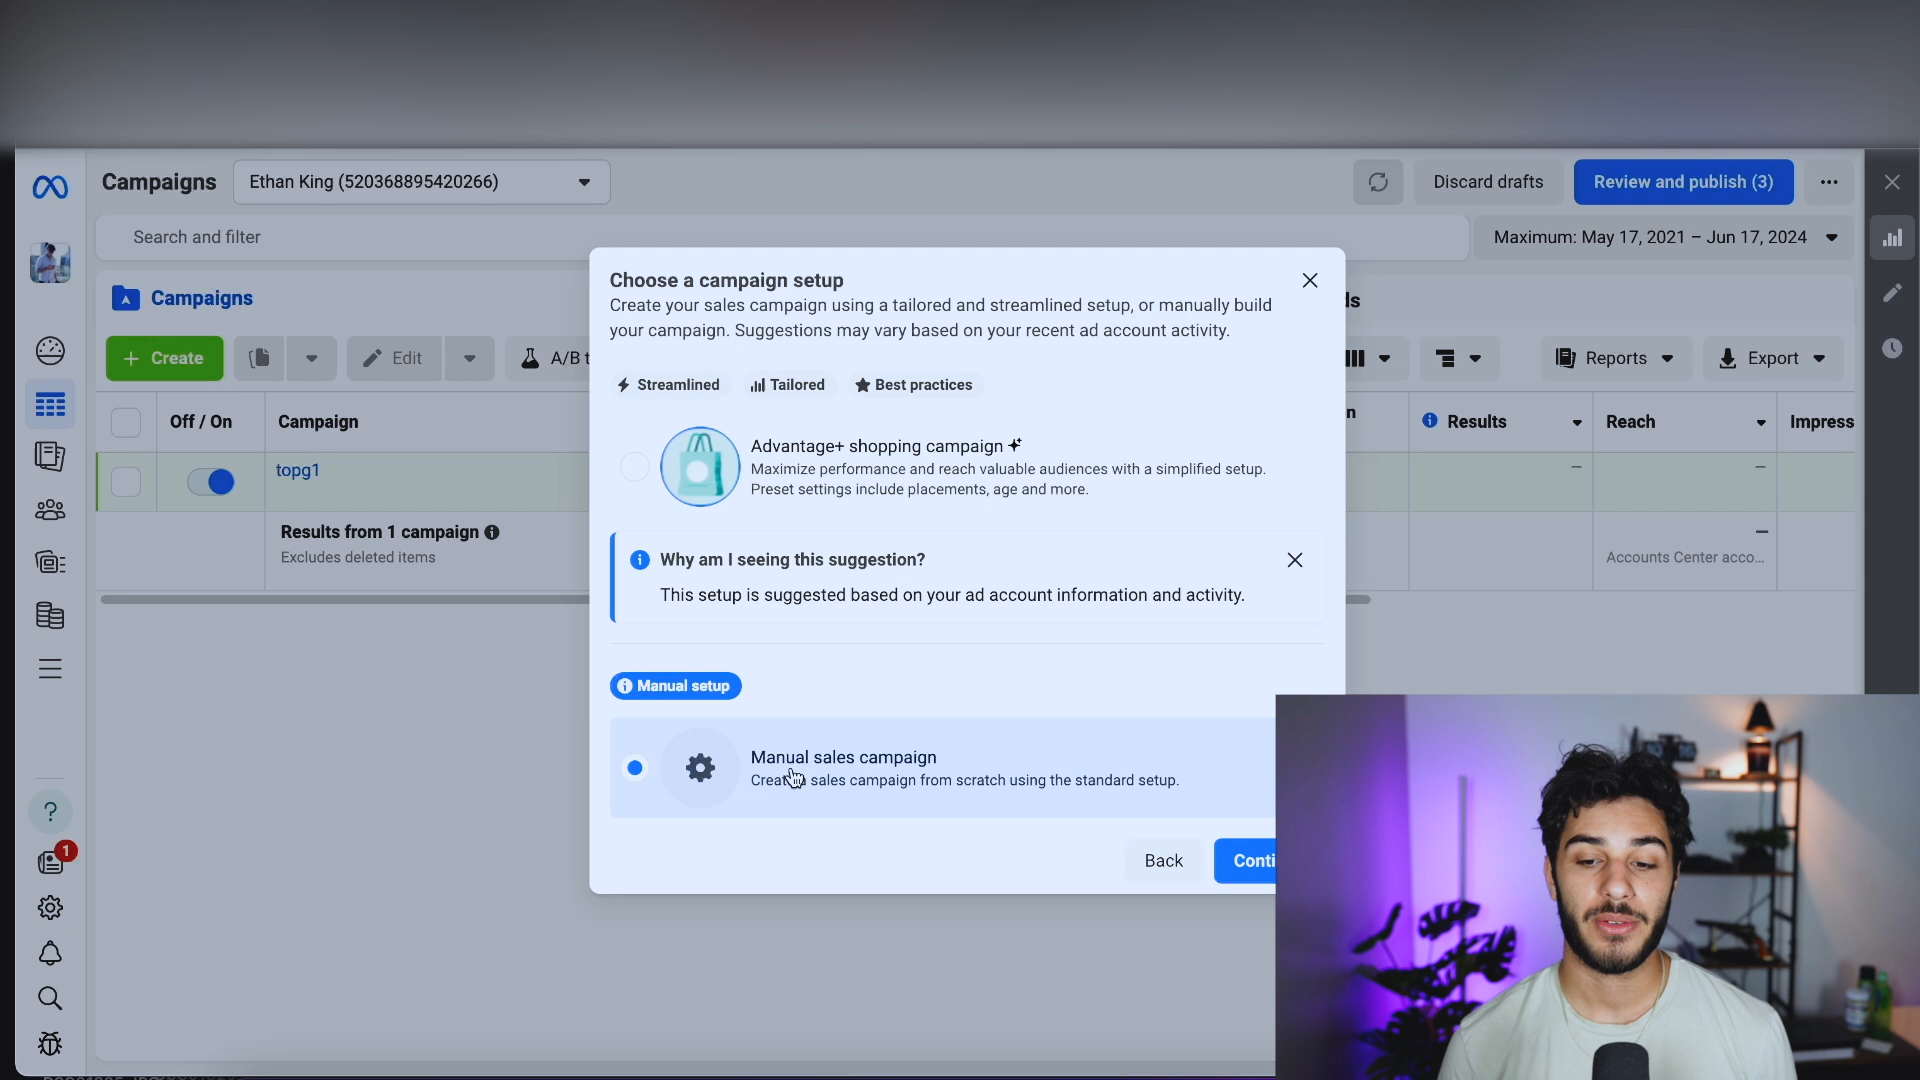 Campaigns
Ethan King (520368895420266)
Discard drafts
Review and publish (3)
Search and filter
Maximum: May 17, 2021 – Jun 17, 2024
Campaigns
ls
Create
Edit
A/B t
Reports
Export
Off / On
Campaign
n
Results
Reach
Impress
topg1
Results from 1 campaign
Excludes deleted items
Accounts Center acco...
Choose a campaign setup
Create your sales campaign using a tailored and streamlined setup, or manually build
your campaign. Suggestions may vary based on your recent ad account activity.
Streamlined
Tailored
Best practices
Advantage+ shopping campaign
Maximize performance and reach valuable audiences with a simplified setup.
Preset settings include placements, age and more.
Why am I seeing this suggestion?
This setup is suggested based on your ad account information and activity.
Manual setup
Manual sales campaign
Creat a sales campaign from scratch using the standard setup.
Back
Conti
1